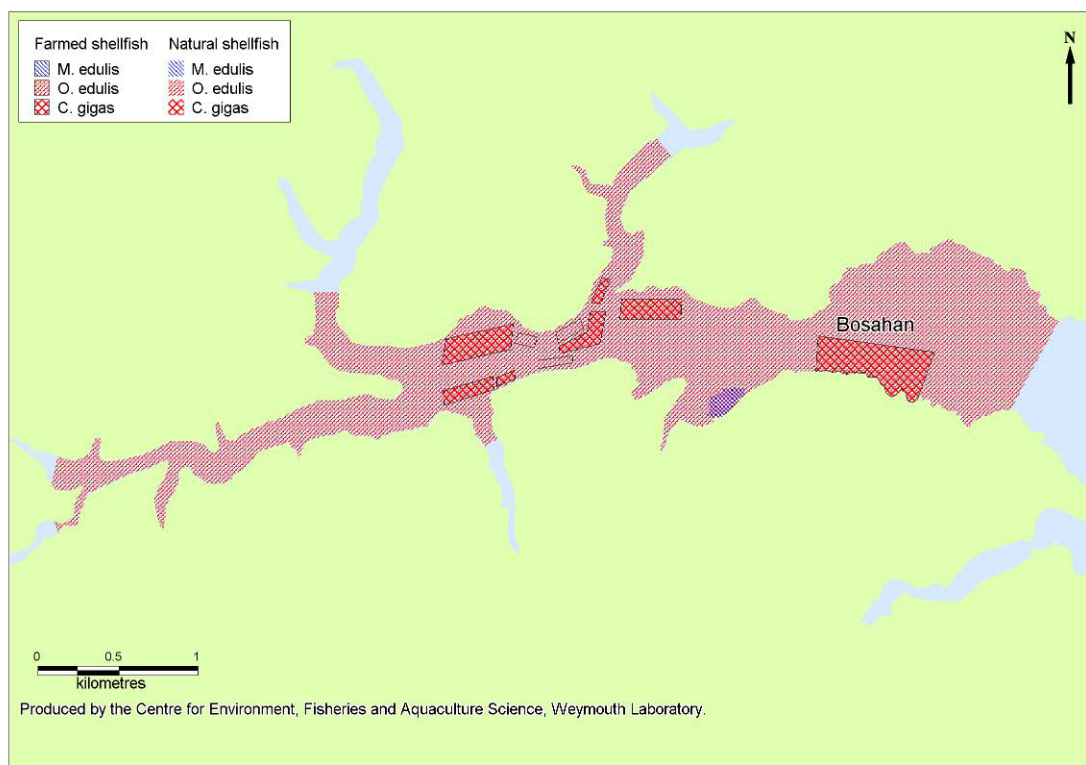 Farmed shellfish Natural shellfish
M. edulis M. edulis
O. edulis O. edulis
C. gigas C. gigas
N
Bosahan
0 0.5 1
kilometres
Produced by the Centre for Environment, Fisheries and Aquaculture Science, Weymouth Laboratory.